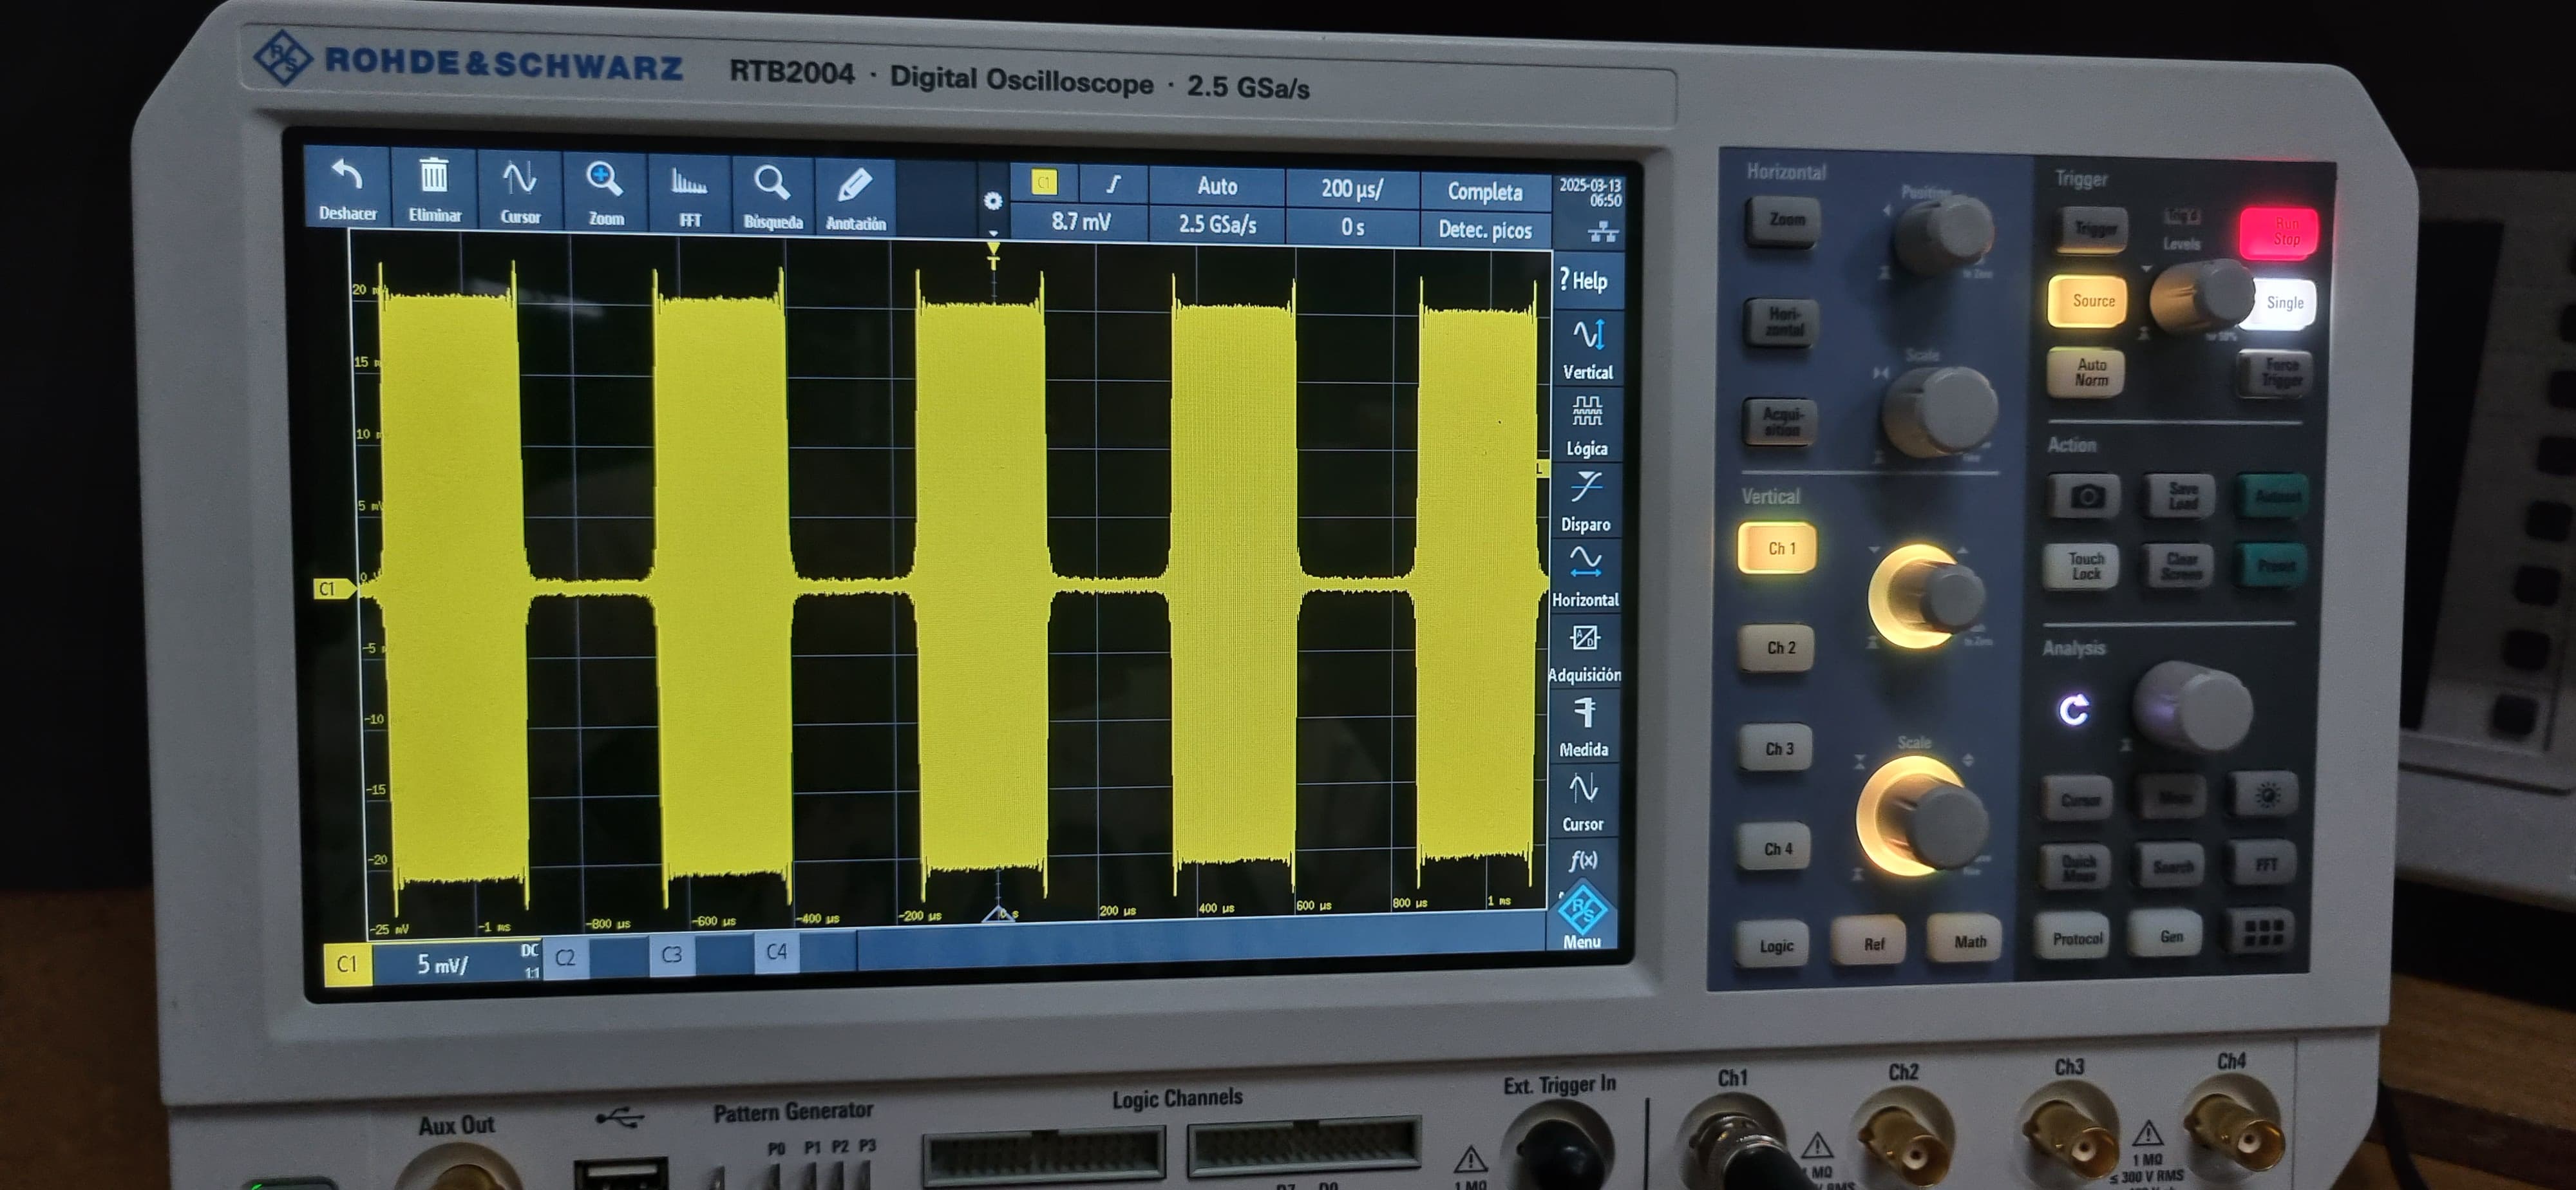 ROHDE&SCHWARZ RTB2004 · Digital Oscilloscope · 2.5 GSa/s
Deshacer Eliminar Cursor Zoom FFT Búsqueda Anotación
C1 Auto 200 µs/ Completa
8.7 mV 2.5 GSa/s 0 s Detec. picos
2025-03-13
06:50
T
20
15
10
5
C1
-5
-10
-15
-20
-25 mV
-1 ms -800 µs -600 µs -400 µs -200 µs 200 µs 400 µs 600 µs 800 µs 1 ms
L
? Help
Vertical
Lógica
Disparo
Horizontal
Adquisición
Medida
Cursor
f(x)
Menu
C1 5 mV/ DC
1:1
C2 C3 C4
Horizontal
Position
Zoom
Hori-
zontal
Scale
Acqui-
sition
Vertical
Ch 1
Ch 2
Ch 3
Scale
Ch 4
Logic Ref Math
Trigger
Trigger
Trig'd
Levels
Run
Stop
Source
Single
Auto
Norm
Force
Trigger
Action
Save
Load
Autoset
Touch
Lock
Clear
Screen
Preset
Analysis
Cursor Meas
Quick
Meas
Search
FFT
Protocol
Gen
Aux Out
Pattern Generator
P0 P1 P2 P3
Logic Channels
Ext. Trigger In
1 MΩ
Ch1
Ch2
Ch3
Ch4
MΩ
1 MΩ
≤ 300 V RMS